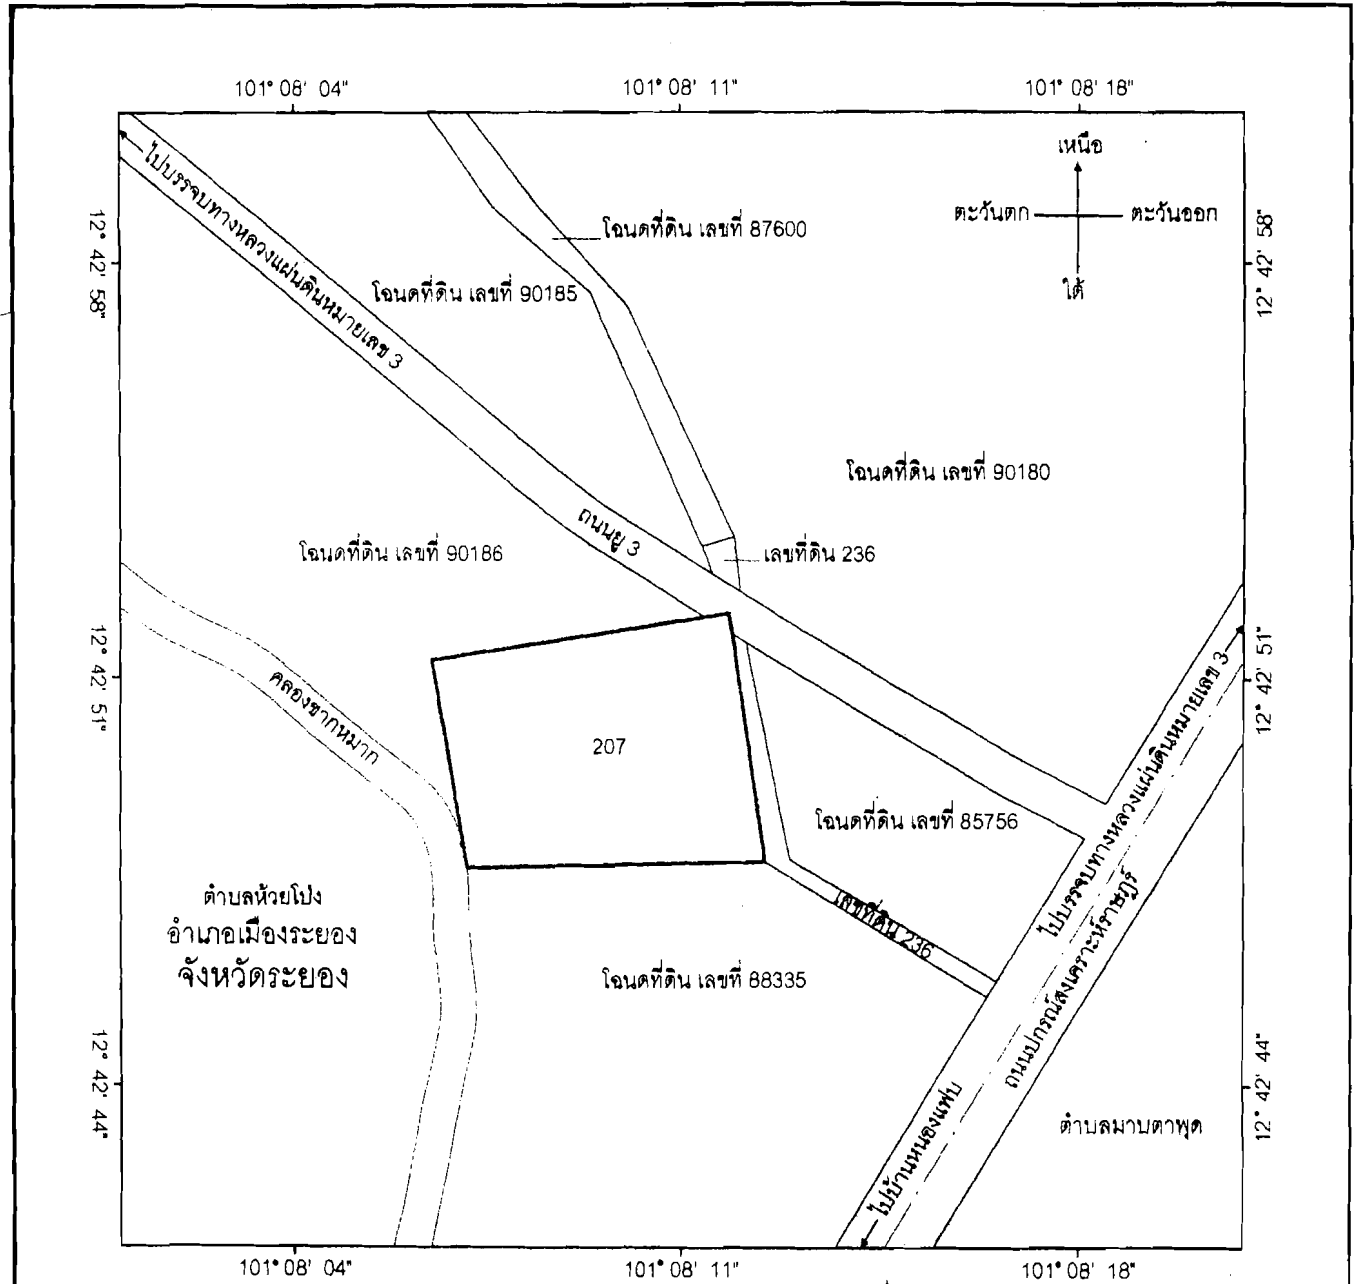 101° 08' 04"
101° 08' 11"
101° 08' 18"
เหนือ
ตะวันตก
ตะวันออก
ใต้
12° 42' 58"
12° 42' 58"
ไปบรรจบทางหลวงแผ่นดินหมายเลข 3
โฉนดที่ดิน เลขที่ 87600
โฉนดที่ดิน เลขที่ 90185
โฉนดที่ดิน เลขที่ 90180
ถนนยู 3
โฉนดที่ดิน เลขที่ 90186
เลขที่ดิน 236
12° 42' 51"
12° 42' 51"
คลองชากหมาก
207
ไปบรรจบทางหลวงแผ่นดินหมายเลข 3
โฉนดที่ดิน เลขที่ 85756
ตำบลห้วยโป่ง
อำเภอเมืองระยอง
จังหวัดระยอง
เลขที่ดิน 236
โฉนดที่ดิน เลขที่ 88335
ถนนปกรณ์สงเคราะห์ราษฎร์
12° 42' 44"
12° 42' 44"
ตำบลมาบตาพุด
ไปบ้านหนองแฟบ
101° 08' 04"
101° 08' 11"
101° 08' 18"